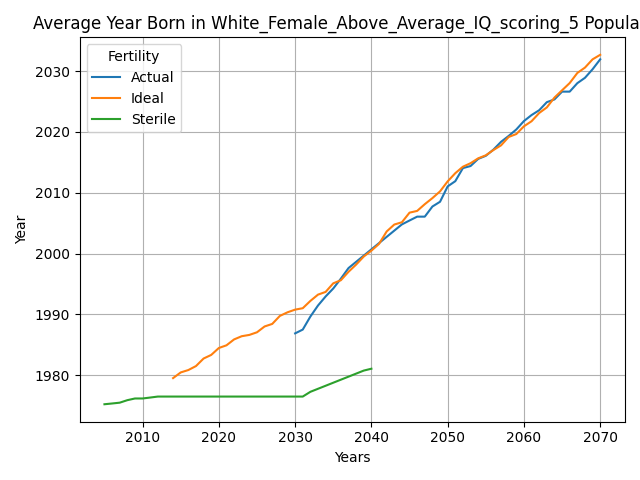 Average Year Born in White_Female_Above_Average_IQ_scoring_5 Popula
Fertility
Actual
Ideal
Sterile
Year
2030
2020
2010
2000
1990
1980
2010 2020 2030 2040 2050 2060 2070
Years